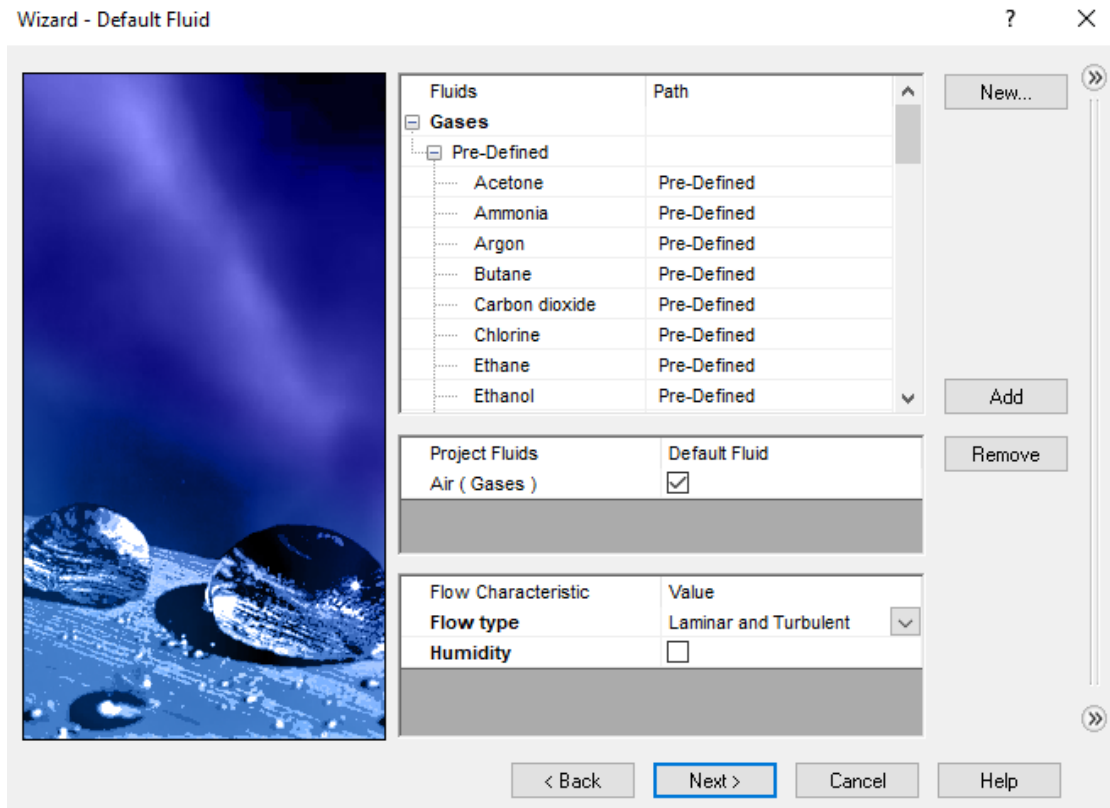 Wizard - Default Fluid ?
Fluids Path New...
Gases
Pre-Defined
Acetone Pre-Defined
Ammonia Pre-Defined
Argon Pre-Defined
Butane Pre-Defined
Carbon dioxide Pre-Defined
Chlorine Pre-Defined
Ethane Pre-Defined
Ethanol Pre-Defined Add
Project Fluids Default Fluid Remove
Air ( Gases )
Flow Characteristic Value
Flow type Laminar and Turbulent
Humidity
< Back Next > Cancel Help